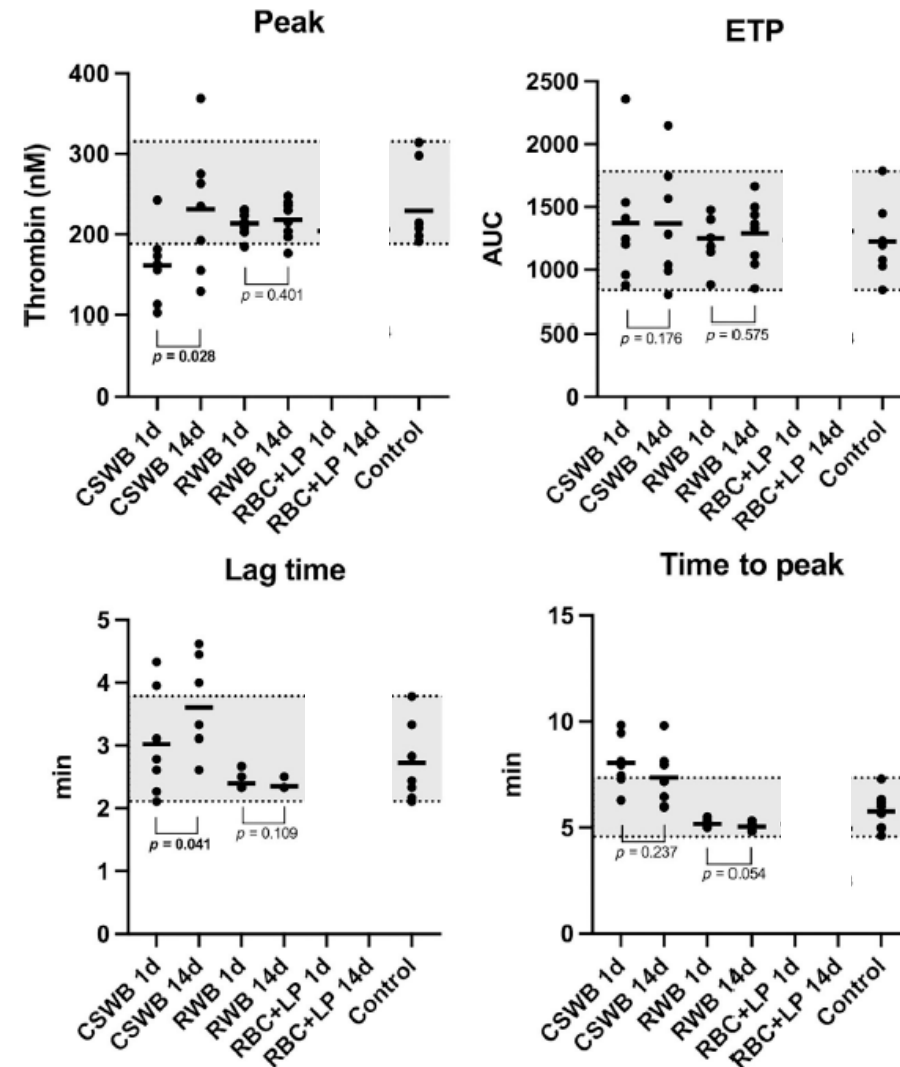 Peak
Thrombin (nM)
400
300
200
100
0
p = 0.028
p = 0.401
CSWB 1d
CSWB 14d
RWB 1d
RWB 14d
RBC+LP 1d
RBC+LP 14d
Control
ETP
AUC
2500
2000
1500
1000
500
0
p = 0.176
p = 0.575
CSWB 1d
CSWB 14d
RWB 1d
RWB 14d
RBC+LP 1d
RBC+LP 14d
Control
Lag time
min
5
4
3
2
1
0
p = 0.041
p = 0.109
CSWB 1d
CSWB 14d
RWB 1d
RWB 14d
RBC+LP 1d
RBC+LP 14d
Control
Time to peak
min
15
10
5
0
p = 0.237
p = 0.054
CSWB 1d
CSWB 14d
RWB 1d
RWB 14d
RBC+LP 1d
RBC+LP 14d
Control